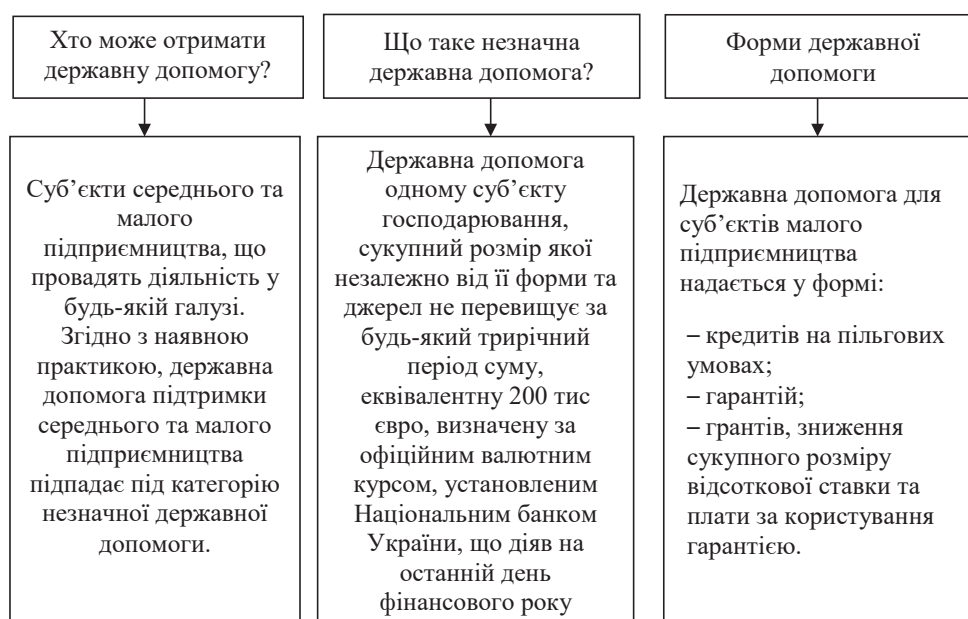 Хто може отримати
державну допомогу?
Суб’єкти середнього та
малого
підприємництва, що
провадять діяльність у
будь-якій галузі.
Згідно з наявною
практикою, державна
допомога підтримки
середнього та малого
підприємництва
підпадає під категорію
незначної державної
допомоги.
Що таке незначна
державна допомога?
Державна допомога
одному суб’єкту
господарювання,
сукупний розмір якої
незалежно від її форми та
джерел не перевищує за
будь-який трирічний
період суму,
еквівалентну 200 тис
євро, визначену за
офіційним валютним
курсом, установленим
Національним банком
України, що діяв на
останній день
фінансового року
Форми державної
допомоги
Державна допомога для
суб’єктів малого
підприємництва
надається у формі:
– кредитів на пільгових
умовах;
– гарантій;
– грантів, зниження
сукупного розміру
відсоткової ставки та
плати за користування
гарантією.